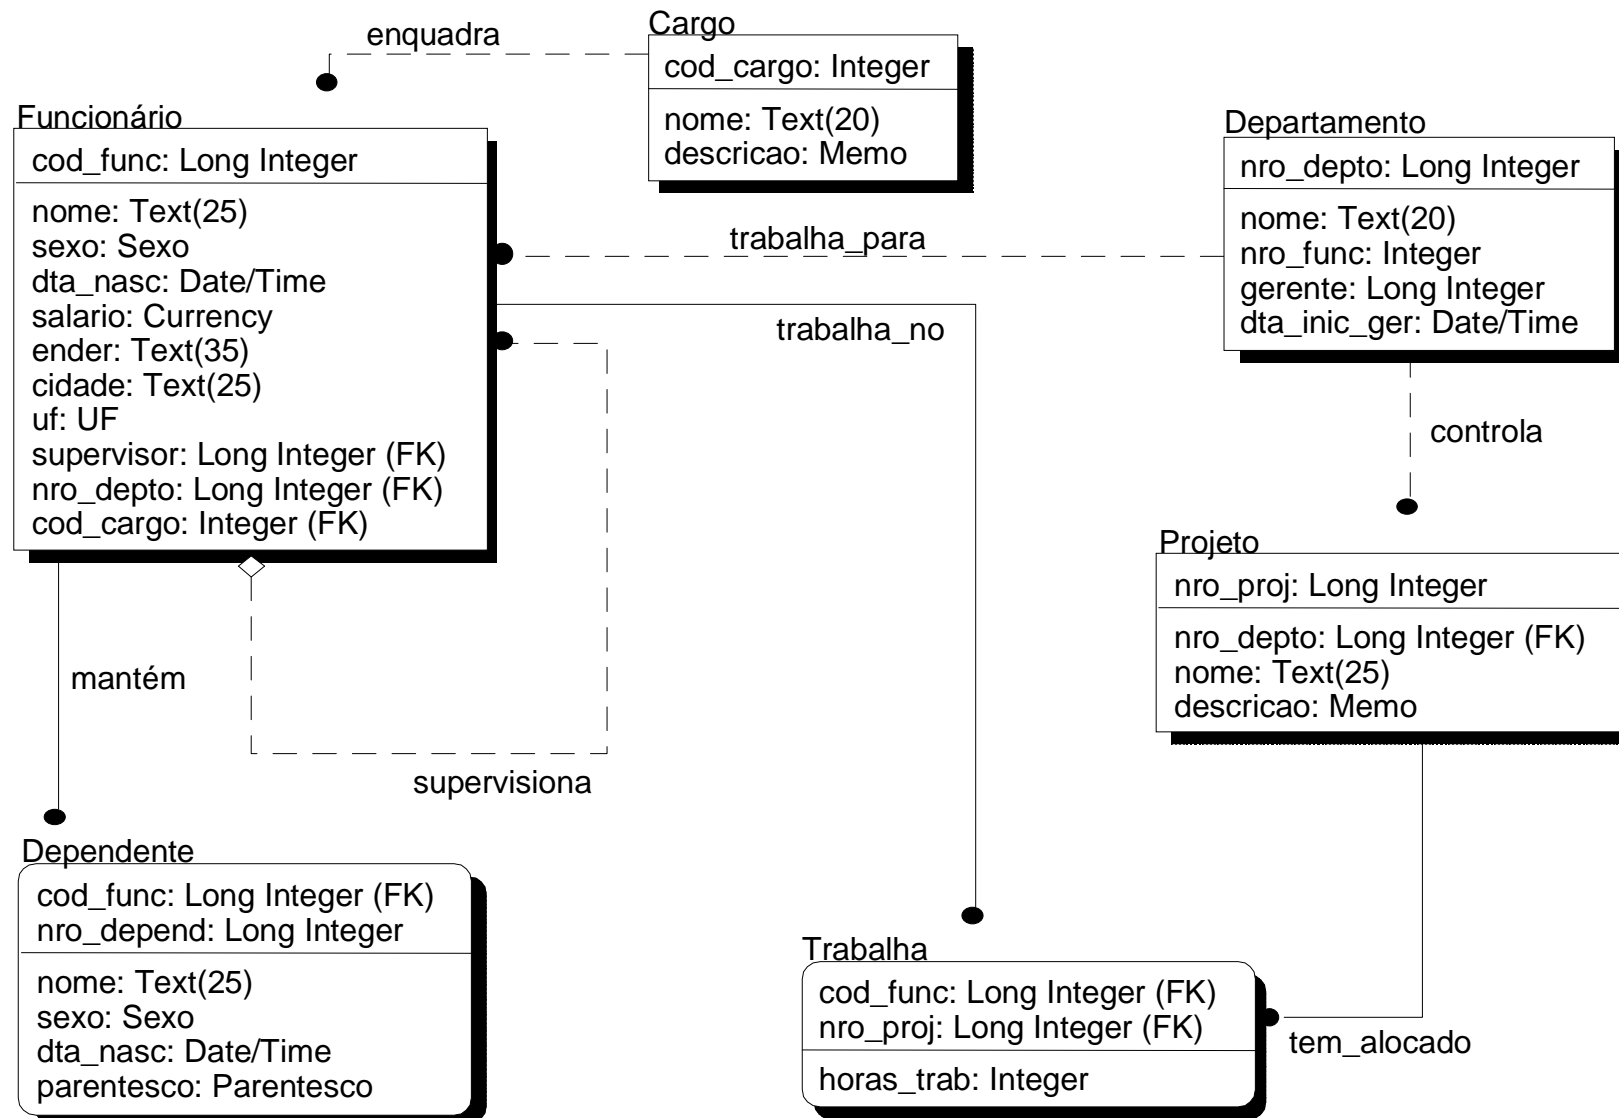 enquadra
Cargo
cod_cargo: Integer
nome: Text(20)
descricao: Memo
Funcionário
cod_func: Long Integer
nome: Text(25)
sexo: Sexo
dta_nasc: Date/Time
salario: Currency
ender: Text(35)
cidade: Text(25)
uf: UF
supervisor: Long Integer (FK)
nro_depto: Long Integer (FK)
cod_cargo: Integer (FK)
Departamento
nro_depto: Long Integer
nome: Text(20)
nro_func: Integer
gerente: Long Integer
dta_inic_ger: Date/Time
trabalha_para
trabalha_no
controla
Projeto
nro_proj: Long Integer
nro_depto: Long Integer (FK)
nome: Text(25)
descricao: Memo
mantém
supervisiona
Dependente
cod_func: Long Integer (FK)
nro_depend: Long Integer
nome: Text(25)
sexo: Sexo
dta_nasc: Date/Time
parentesco: Parentesco
Trabalha
cod_func: Long Integer (FK)
nro_proj: Long Integer (FK)
horas_trab: Integer
tem_alocado